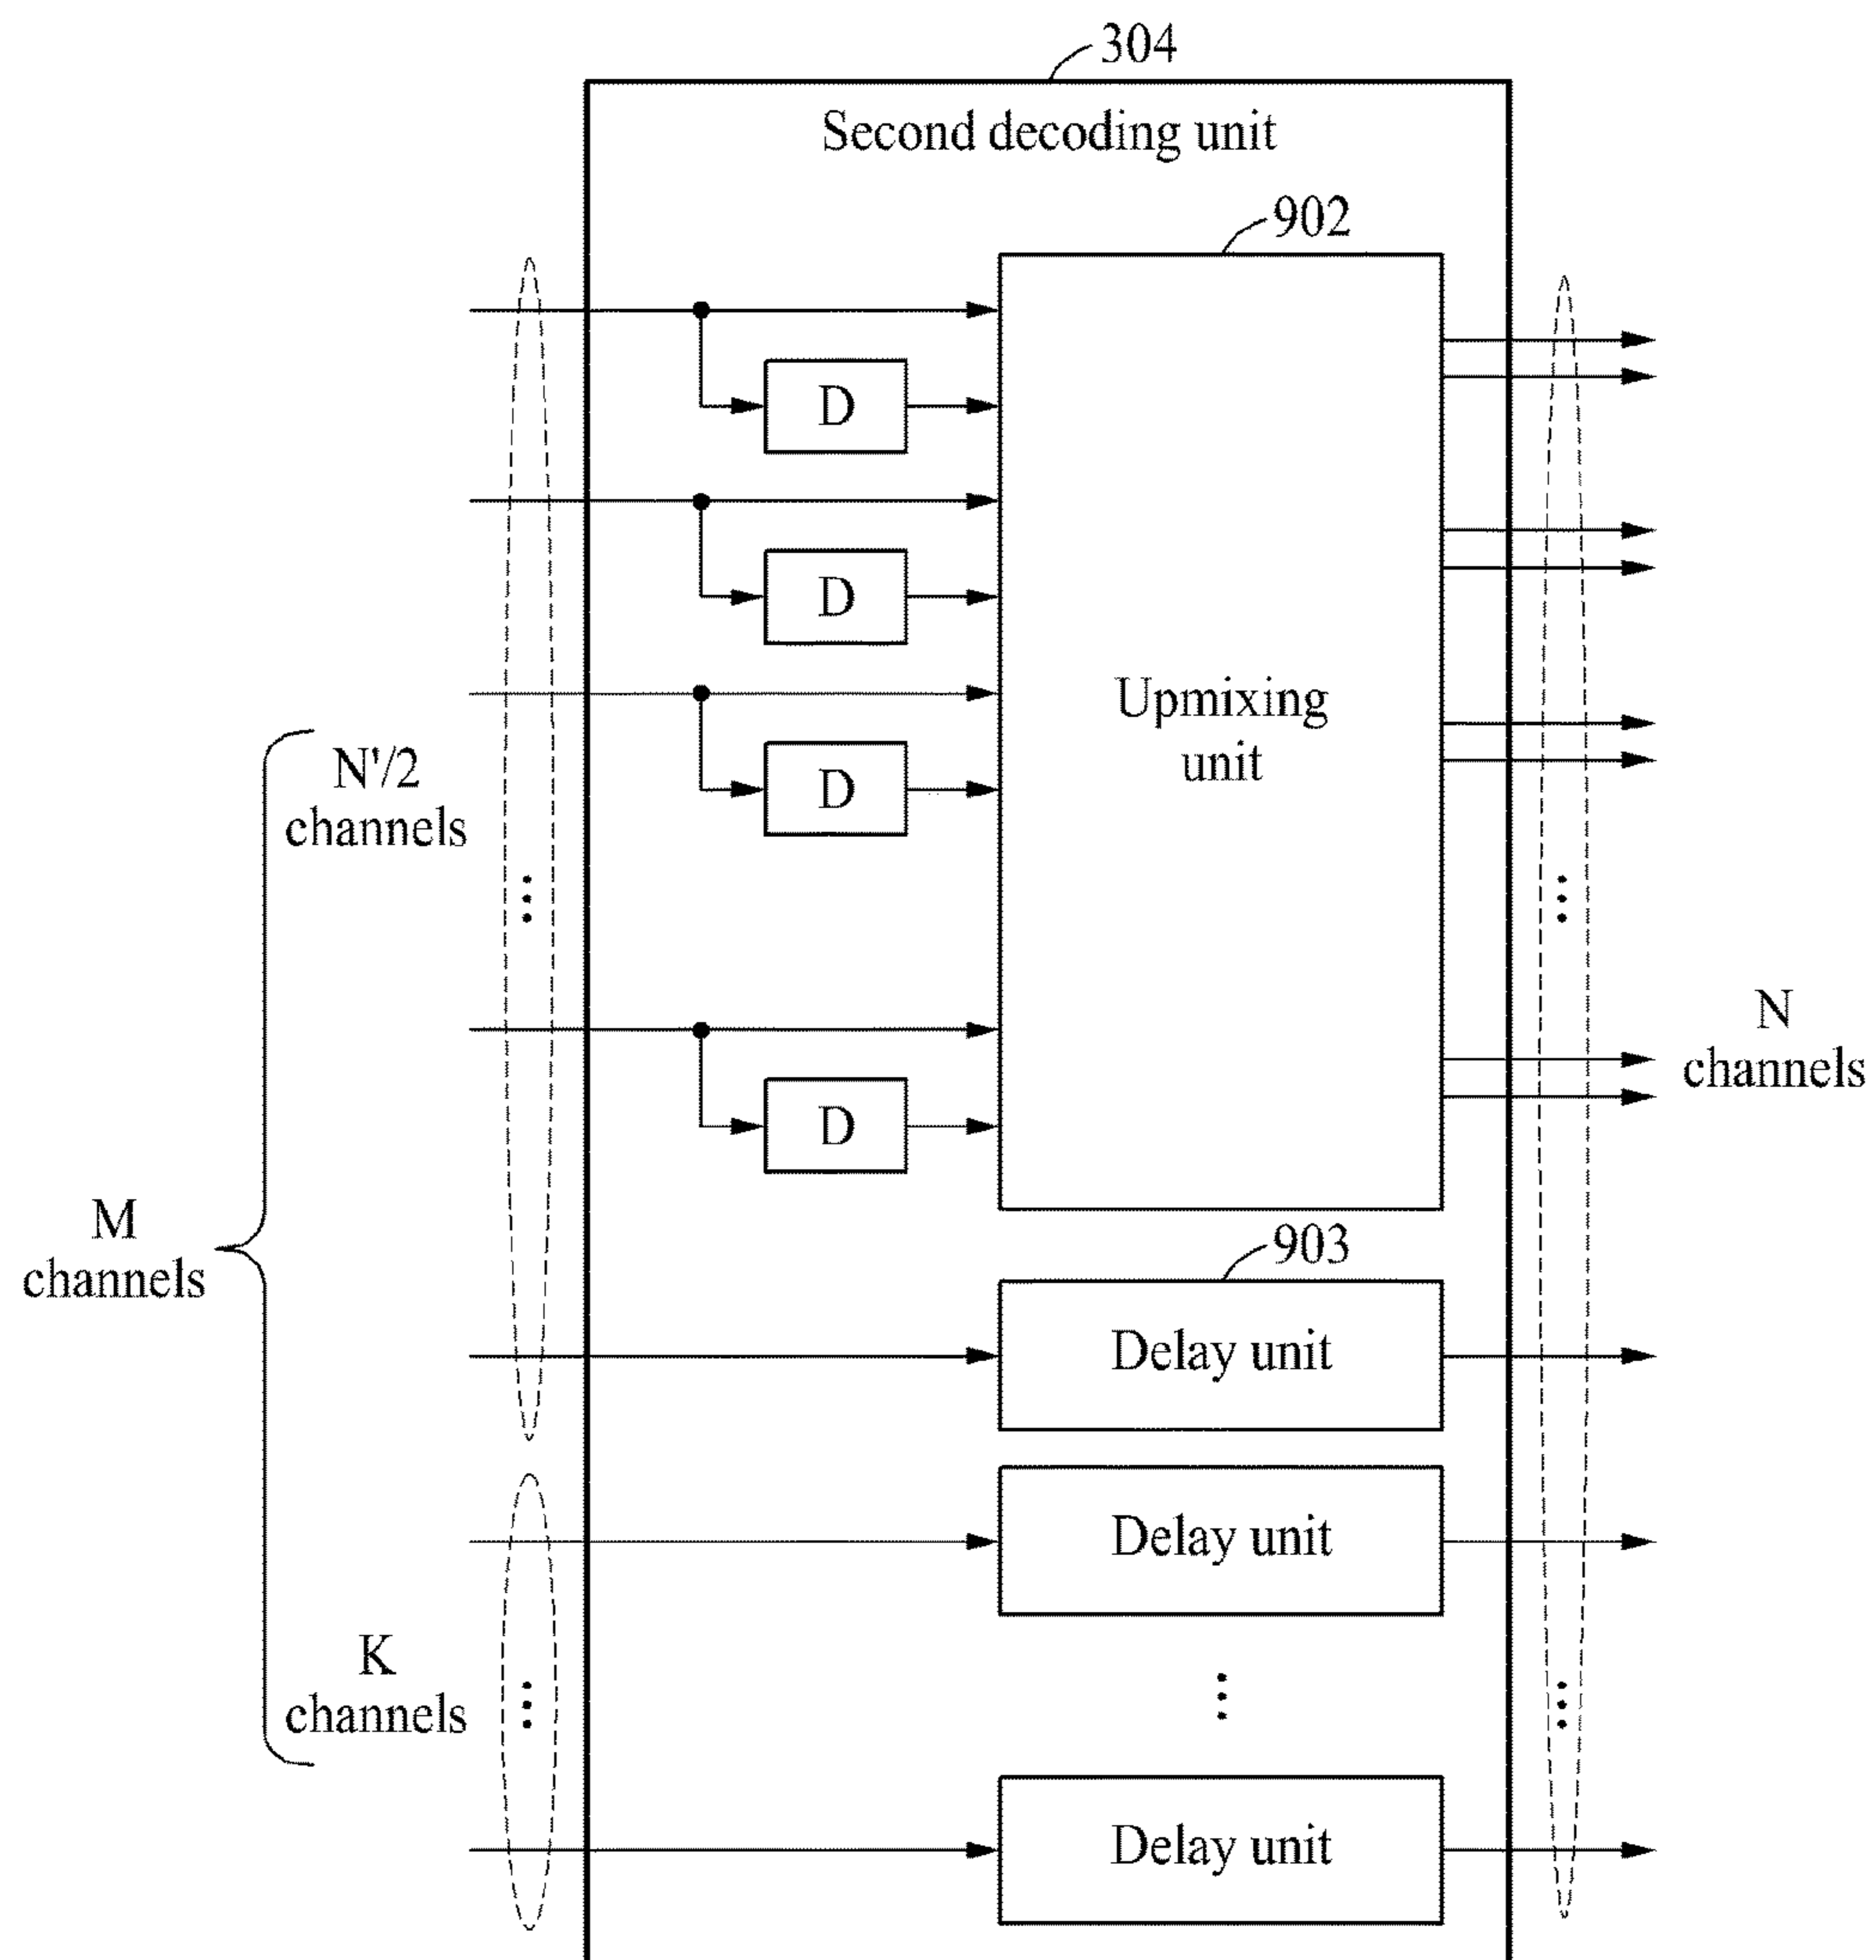 304
Second decoding unit
902
D
D
Upmixing
unit
N'/2
channels
D
N
channels
D
M
channels
903
Delay unit
Delay unit
K
channels
Delay unit